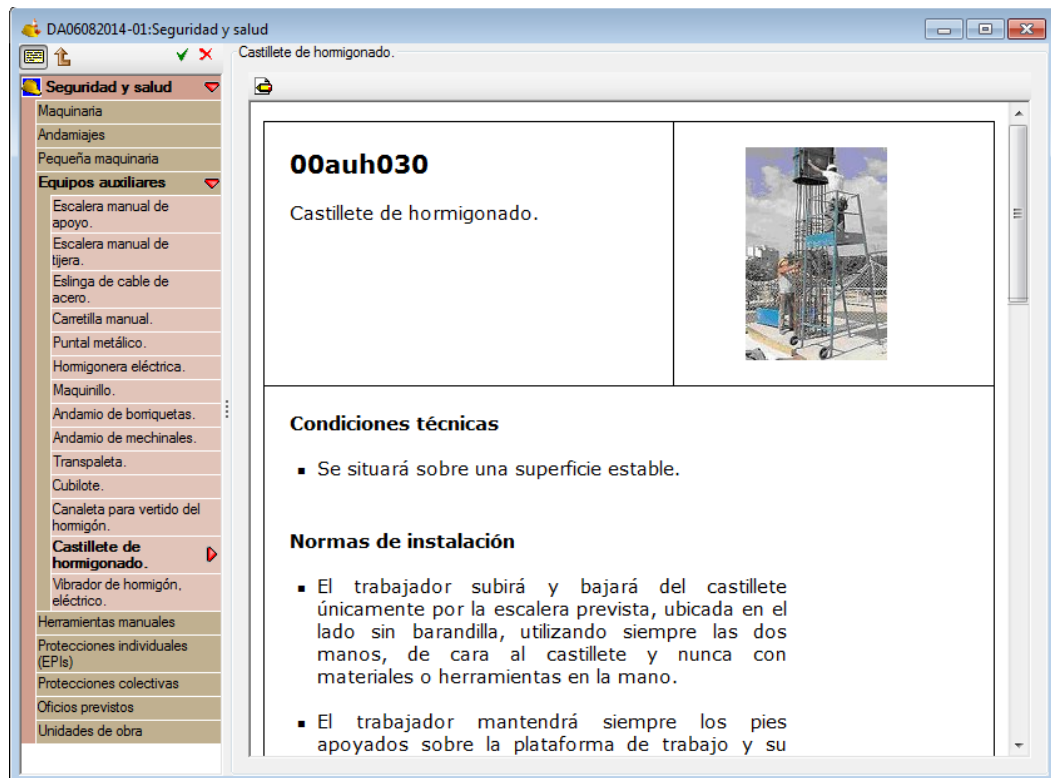 DA06082014-01:Seguridad y salud
Castillete de hormigonado.
Seguridad y salud
Maquinaria
Andamiajes
Pequeña maquinaria
Equipos auxiliares
Escalera manual de
apoyo.
Escalera manual de
tijera.
Eslinga de cable de
acero.
Carretilla manual.
Puntal metálico.
Hormigonera eléctrica.
Maquinillo.
Andamio de borriquetas.
Andamio de mechinales.
Transpaleta.
Cubilote.
Canaleta para vertido del
hormigón.
Castillete de
hormigonado.
Vibrador de hormigón,
eléctrico.
Herramientas manuales
Protecciones individuales
(EPIs)
Protecciones colectivas
Oficios previstos
Unidades de obra
00auh030
Castillete de hormigonado.
Condiciones técnicas
▪ Se situará sobre una superficie estable.
Normas de instalación
▪ El trabajador subirá y bajará del castillete
únicamente por la escalera prevista, ubicada en el
lado sin barandilla, utilizando siempre las dos
manos, de cara al castillete y nunca con
materiales o herramientas en la mano.
▪ El trabajador mantendrá siempre los pies
apoyados sobre la plataforma de trabajo y su